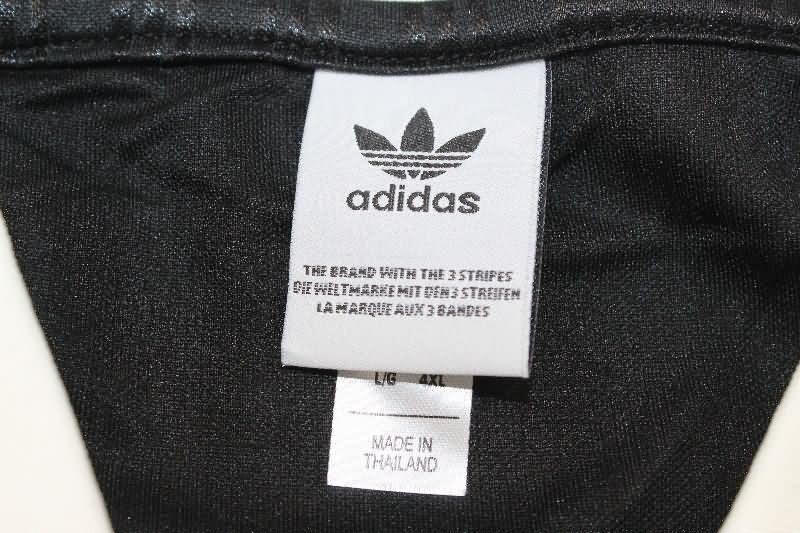 adidas
THE BRAND WITH THE 3 STRIPES
DIE WELTMARKE MIT DEN 3 STREIFEN
LA MARQUE AUX 3 BANDES
L/G 4XL
MADE IN
THAILAND